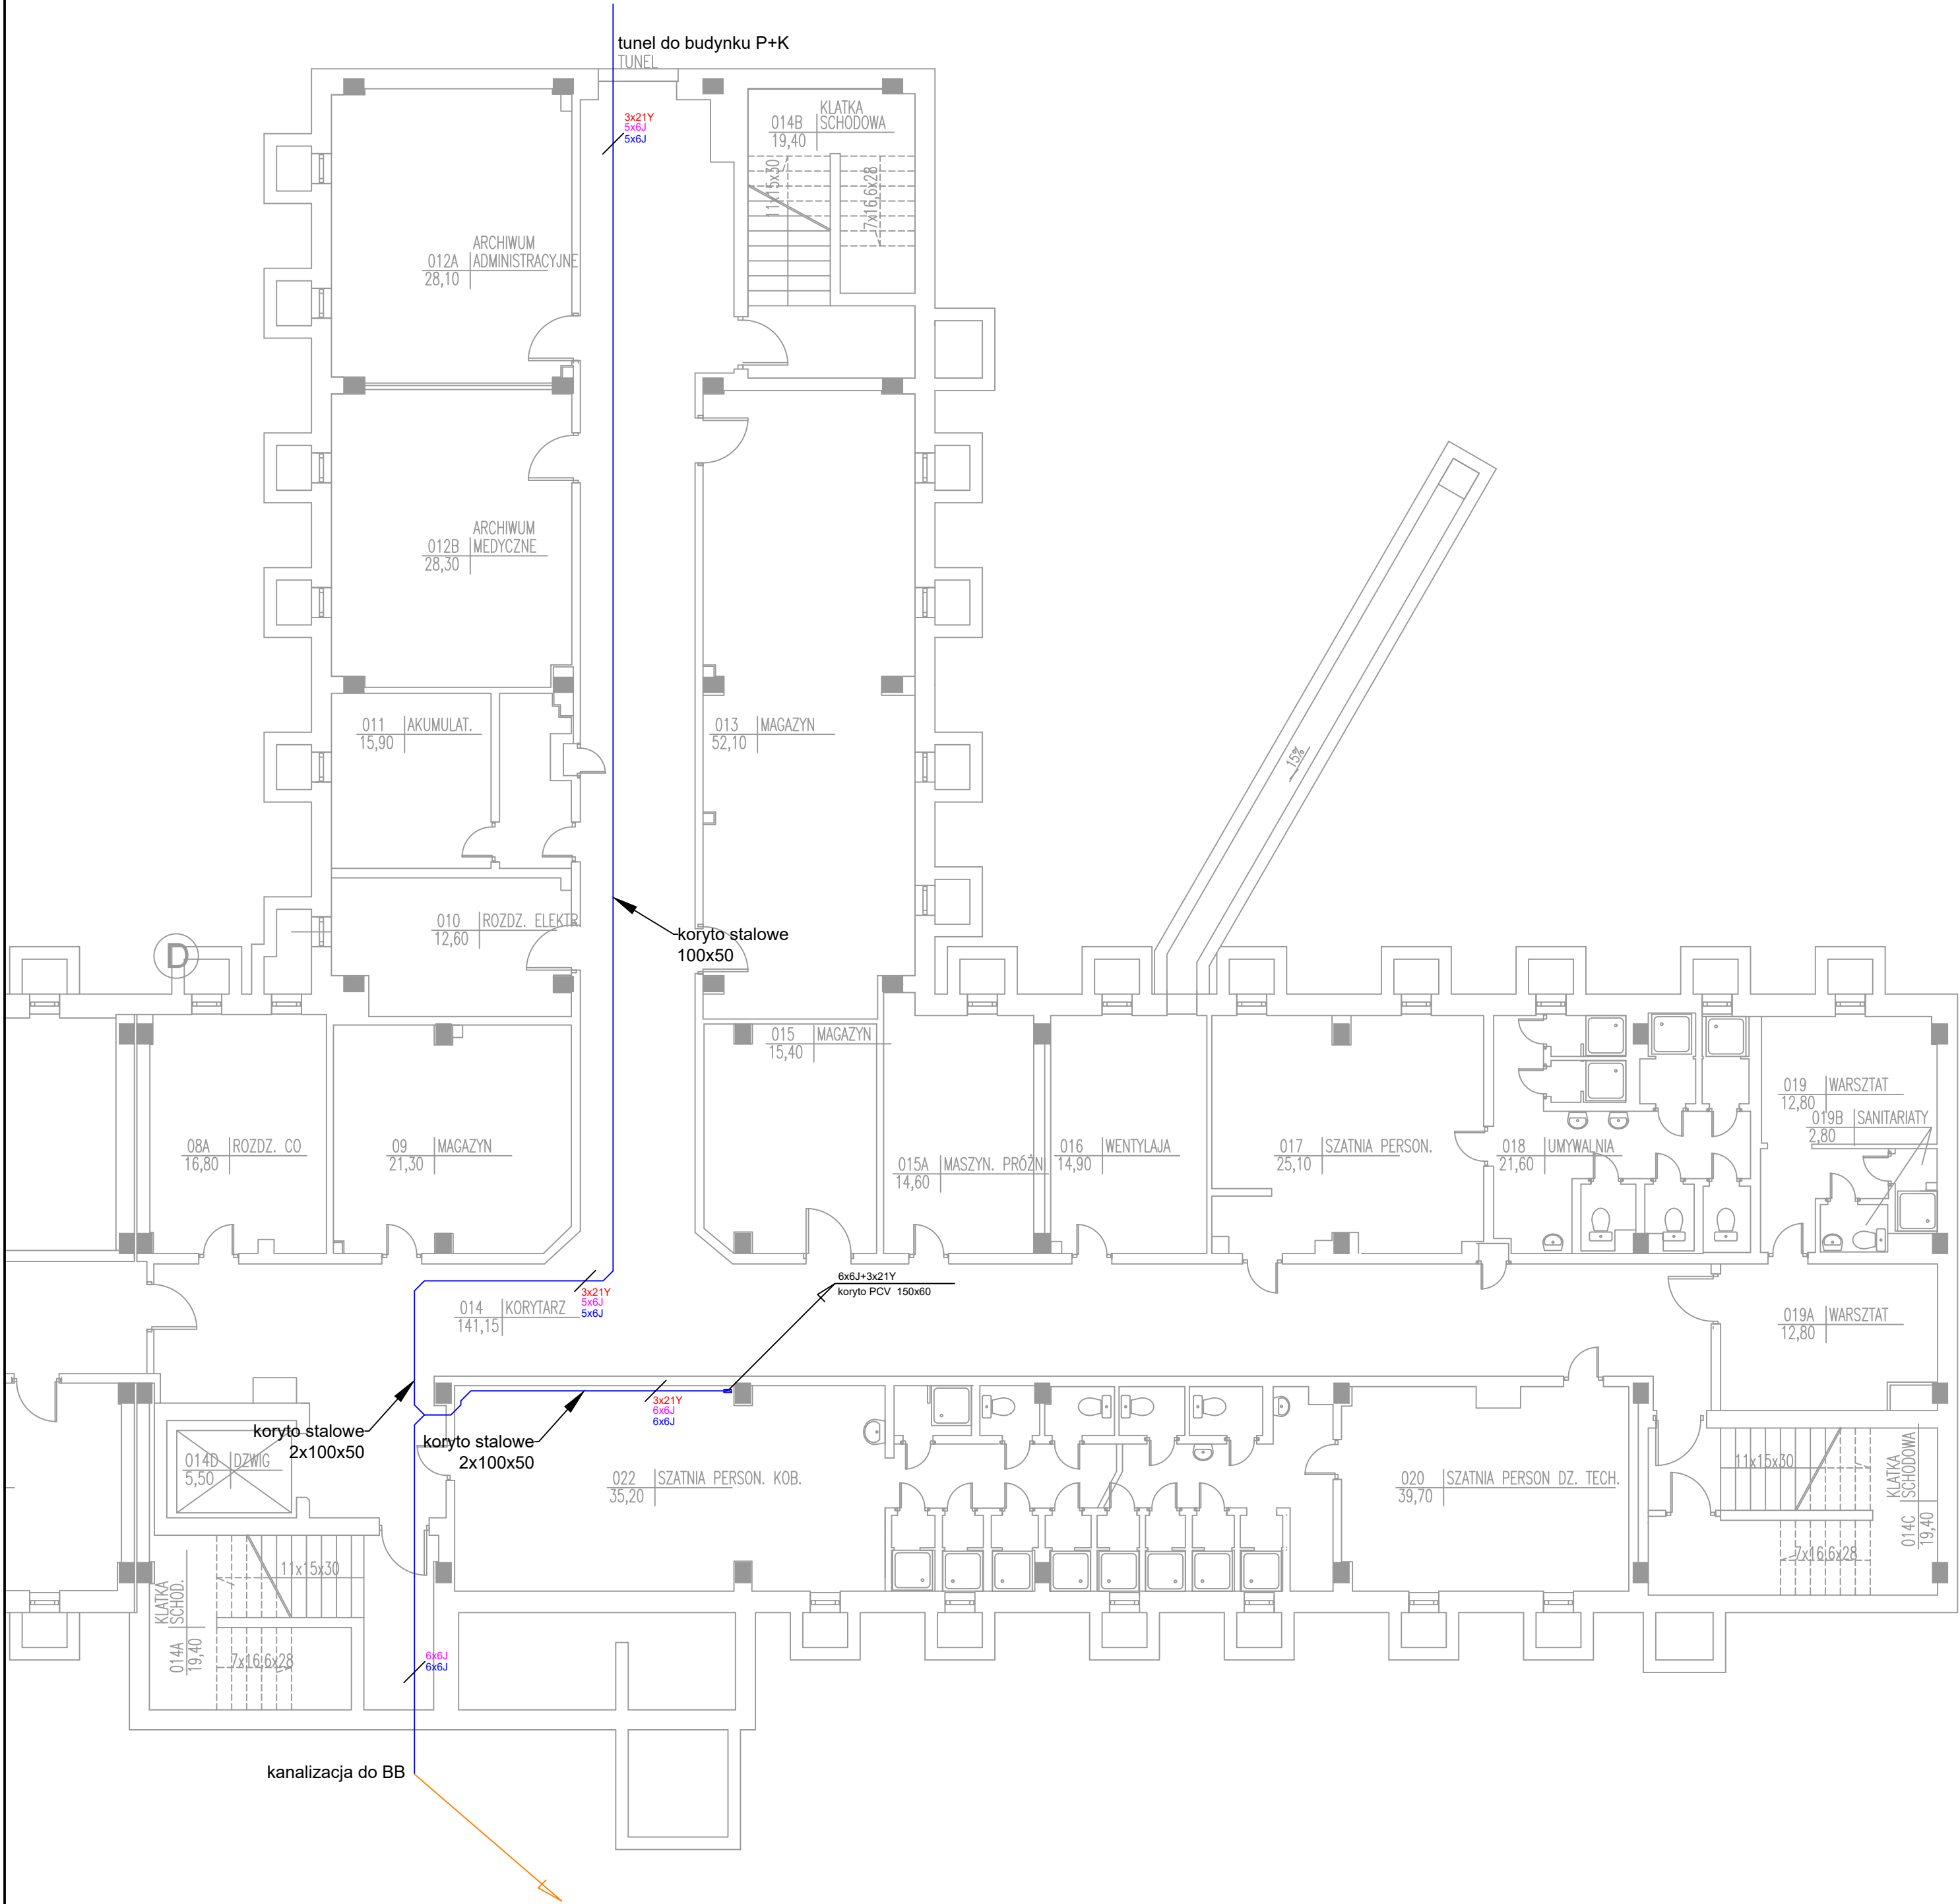 tunel do budynku P+K
TUNEL
3x21Y
5x6J
5x6J
KLATKA
014B SCHODOWA
19,40
11x15x30
7x16,6x28
ARCHIWUM
012A ADMINISTRACYJNE
28,10
ARCHIWUM
012B MEDYCZNE
28,30
011 AKUMULAT.
15,90
013 MAGAZYN
52,10
15%
010 ROZDZ. ELEKTR.
12,60
koryto stalowe
100x50
D
015 MAGAZYN
15,40
08A ROZDZ. CO
16,80
09 MAGAZYN
21,30
015A MASZYN. PRÓŻN.
14,60
016 WENTYLAJA
14,90
017 SZATNIA PERSON.
25,10
018 UMYWALNIA
21,60
019 WARSZTAT
12,80
019B SANITARIATY
2,80
6x6J+3x21Y
koryto PCV 150x60
3x21Y
5x6J
5x6J
014 KORYTARZ
141,15
019A WARSZTAT
12,80
3x21Y
6x6J
6x6J
koryto stalowe
2x100x50
koryto stalowe
2x100x50
014D DZWIG
5,50
022 SZATNIA PERSON. KOB.
35,20
020 SZATNIA PERSON DZ. TECH.
39,70
11x15x30
KLATKA
SCHODOWA
014C
19,40
7x16,6x28
11x15x30
KLATKA
SCHOD.
014A
19,40
7x16,6x28
6x6J
6x6J
kanalizacja do BB